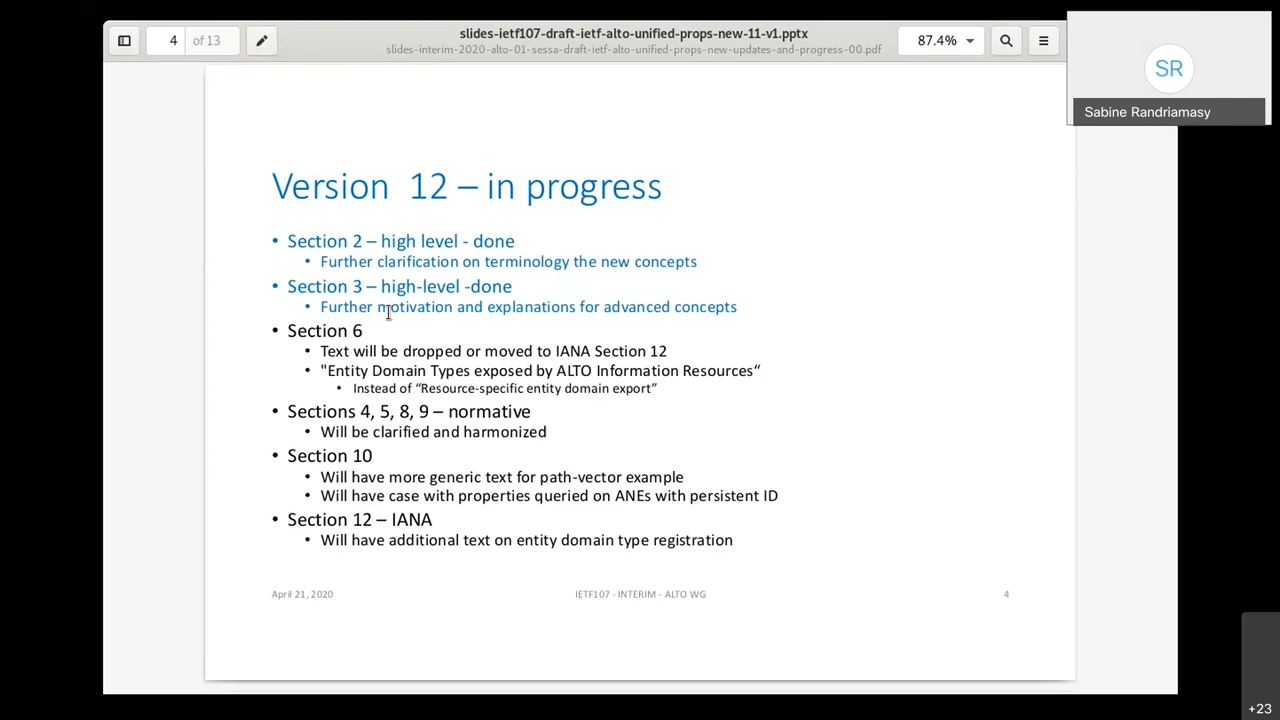 4 of 13
slides-ietf107-draft-ietf-alto-unified-props-new-11-v1.pptx
slides-interim-2020-alto-01-sessa-draft-ietf-alto-unified-props-new-updates-and-progress-00.pdf
87.4%
SR
Sabine Randriamasy
Version 12 – in progress
• Section 2 – high level - done
• Further clarification on terminology the new concepts
• Section 3 – high-level -done
• Further motivation and explanations for advanced concepts
• Section 6
• Text will be dropped or moved to IANA Section 12
• "Entity Domain Types exposed by ALTO Information Resources“
• Instead of “Resource-specific entity domain export”
• Sections 4, 5, 8, 9 – normative
• Will be clarified and harmonized
• Section 10
• Will have more generic text for path-vector example
• Will have case with properties queried on ANEs with persistent ID
• Section 12 – IANA
• Will have additional text on entity domain type registration
April 21, 2020
IETF107 - INTERIM - ALTO WG
4
+23